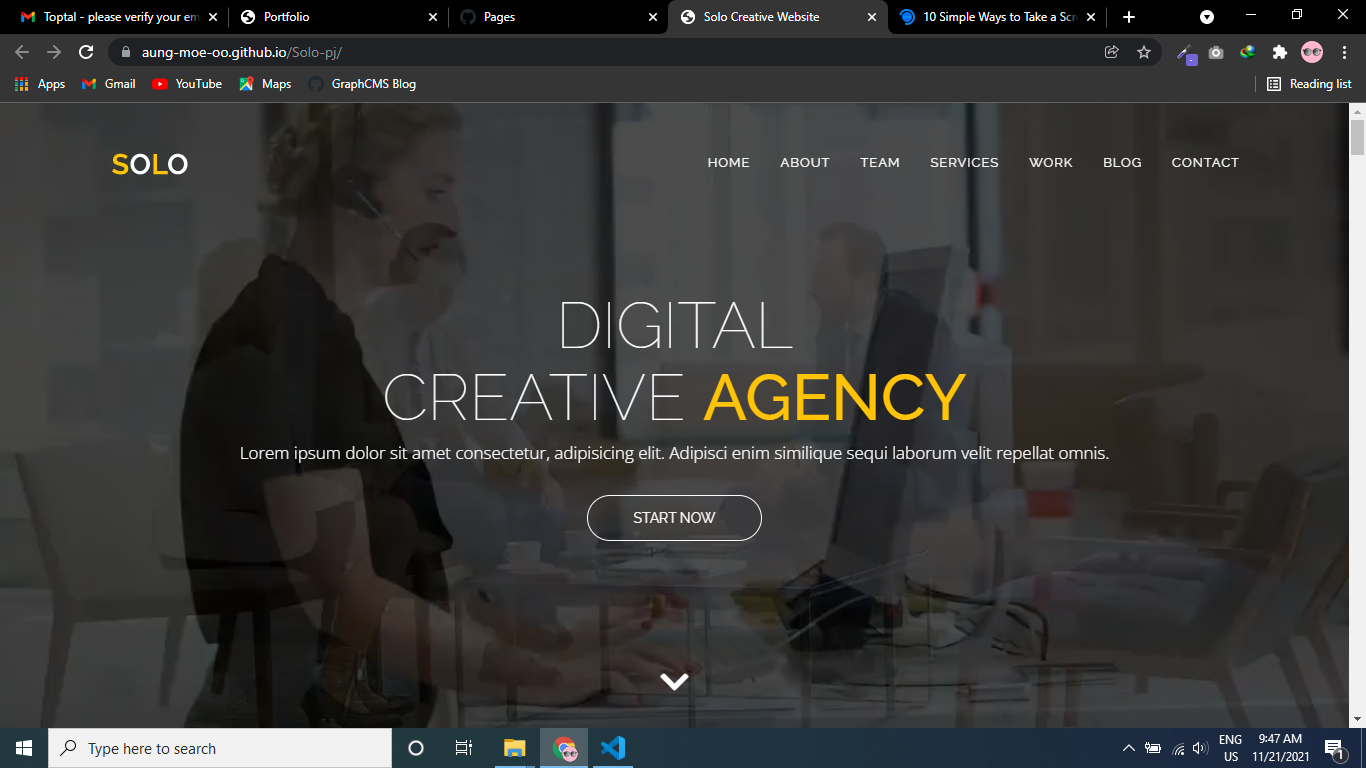 Toptal - please verify your em
Portfolio
Pages
Solo Creative Website
10 Simple Ways to Take a Scr
aung-moe-oo.github.io/Solo-pj/
Apps
Gmail
YouTube
Maps
GraphCMS Blog
Reading list
SOLO
HOME
ABOUT
TEAM
SERVICES
WORK
BLOG
CONTACT
DIGITAL
CREATIVE AGENCY
Lorem ipsum dolor sit amet consectetur, adipisicing elit. Adipisci enim similique sequi laborum velit repellat omnis.
START NOW
Type here to search
ENG
US
9:47 AM
11/21/2021
1